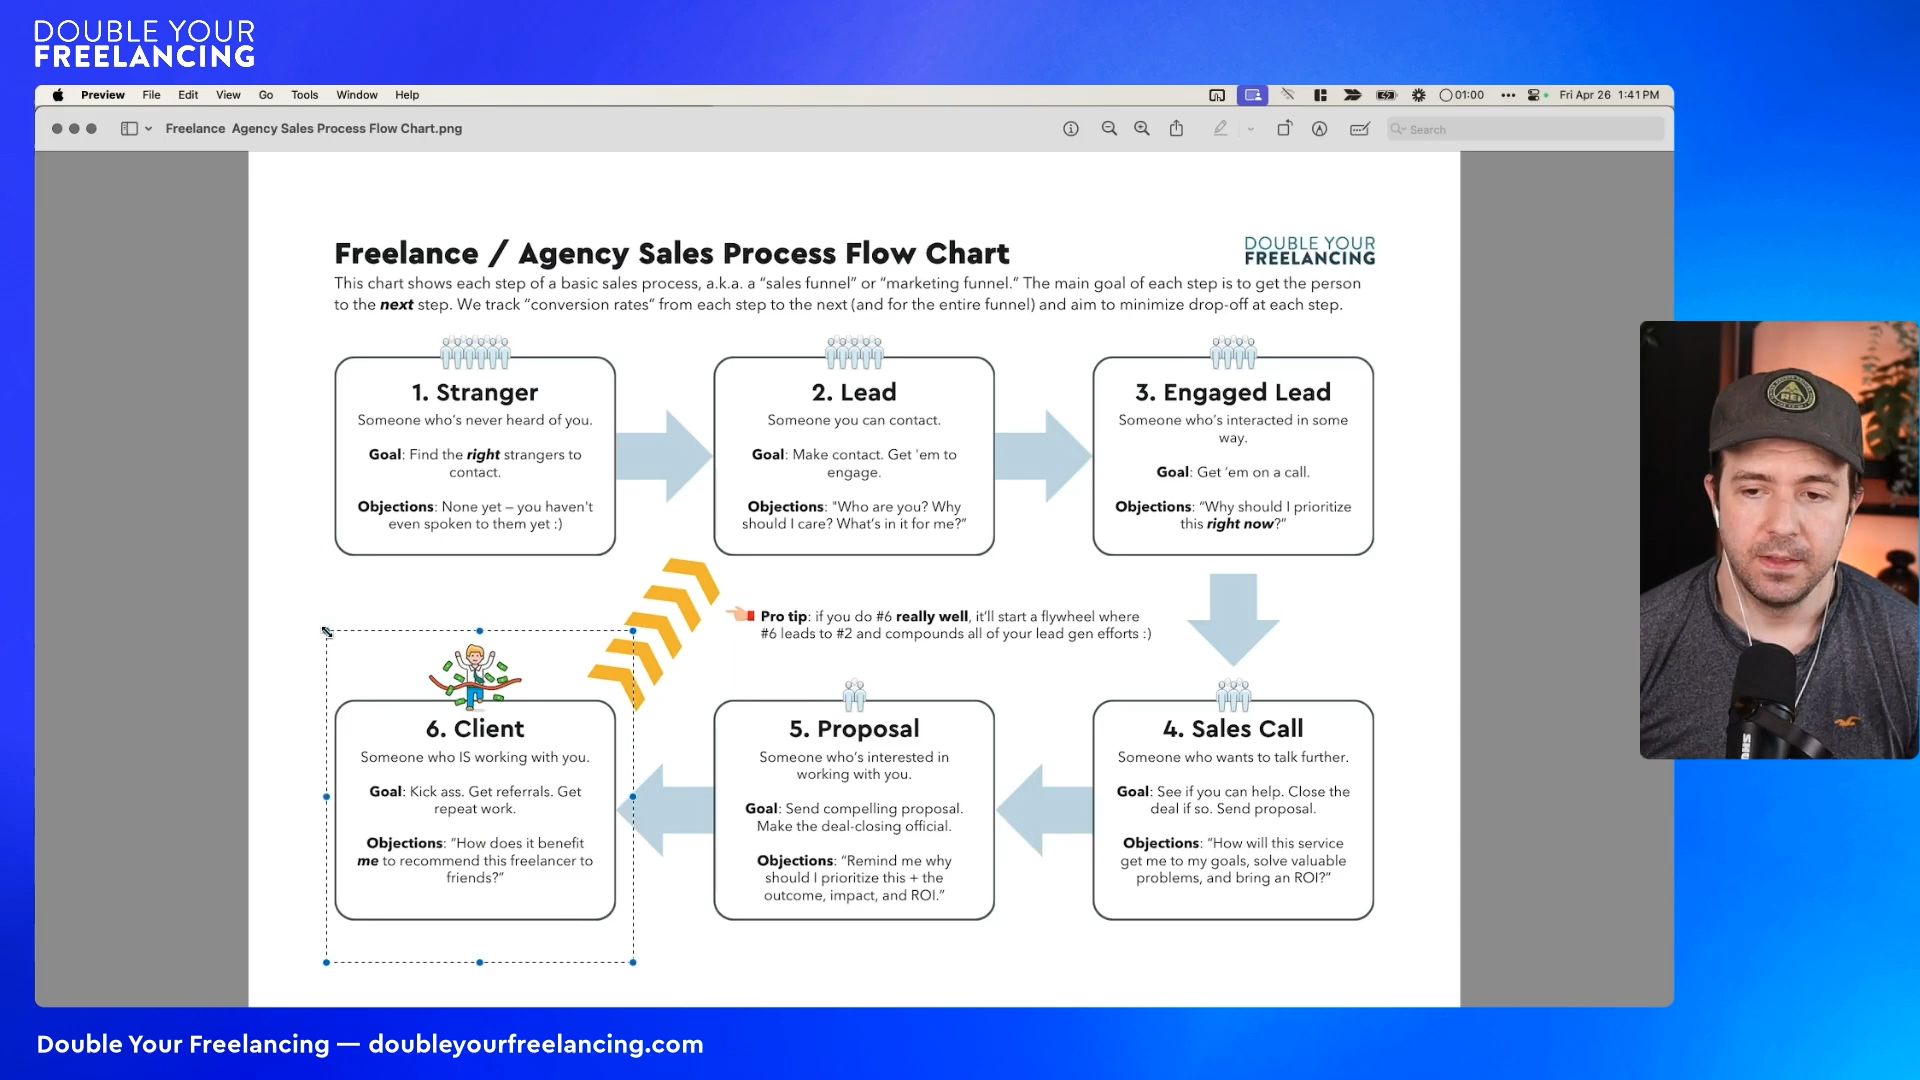 DOUBLE YOUR
FREELANCING
Preview File Edit View Go Tools Window Help
01:00 Fri Apr 26 1:41 PM
Freelance Agency Sales Process Flow Chart.png
Search
Freelance / Agency Sales Process Flow Chart
DOUBLE YOUR
FREELANCING
This chart shows each step of a basic sales process, a.k.a. a “sales funnel” or “marketing funnel.” The main goal of each step is to get the person
to the next step. We track “conversion rates” from each step to the next (and for the entire funnel) and aim to minimize drop-off at each step.
1. Stranger
Someone who's never heard of you.
Goal: Find the right strangers to
contact.
Objections: None yet – you haven't
even spoken to them yet :)
2. Lead
Someone you can contact.
Goal: Make contact. Get 'em to
engage.
Objections: "Who are you? Why
should I care? What's in it for me?”
3. Engaged Lead
Someone who's interacted in some
way.
Goal: Get 'em on a call.
Objections: “Why should I prioritize
this right now?”
Pro tip: if you do #6 really well, it'll start a flywheel where
#6 leads to #2 and compounds all of your lead gen efforts :)
6. Client
Someone who IS working with you.
Goal: Kick ass. Get referrals. Get
repeat work.
Objections: “How does it benefit
me to recommend this freelancer to
friends?”
5. Proposal
Someone who's interested in
working with you.
Goal: Send compelling proposal.
Make the deal-closing official.
Objections: “Remind me why
should I prioritize this + the
outcome, impact, and ROI.”
4. Sales Call
Someone who wants to talk further.
Goal: See if you can help. Close the
deal if so. Send proposal.
Objections: “How will this service
get me to my goals, solve valuable
problems, and bring an ROI?”
REI
SHU
Double Your Freelancing — doubleyourfreelancing.com